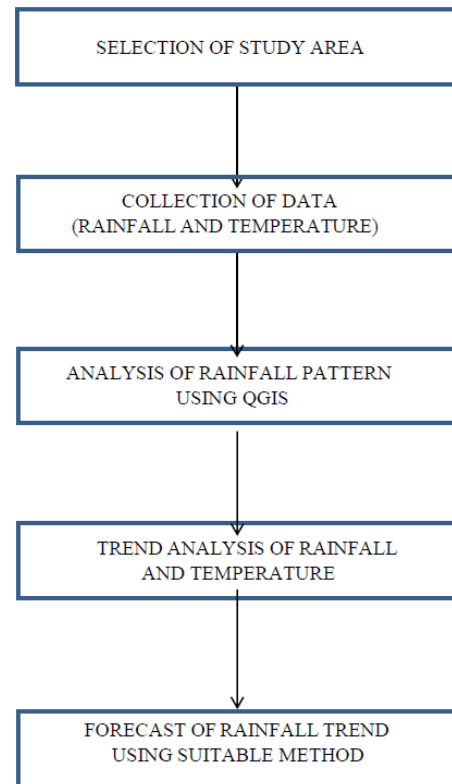 SELECTION OF STUDY AREA
COLLECTION OF DATA
(RAINFALL AND TEMPERATURE)
ANALYSIS OF RAINFALL PATTERN
USING QGIS
TREND ANALYSIS OF RAINFALL
AND TEMPERATURE
FORECAST OF RAINFALL TREND
USING SUITABLE METHOD